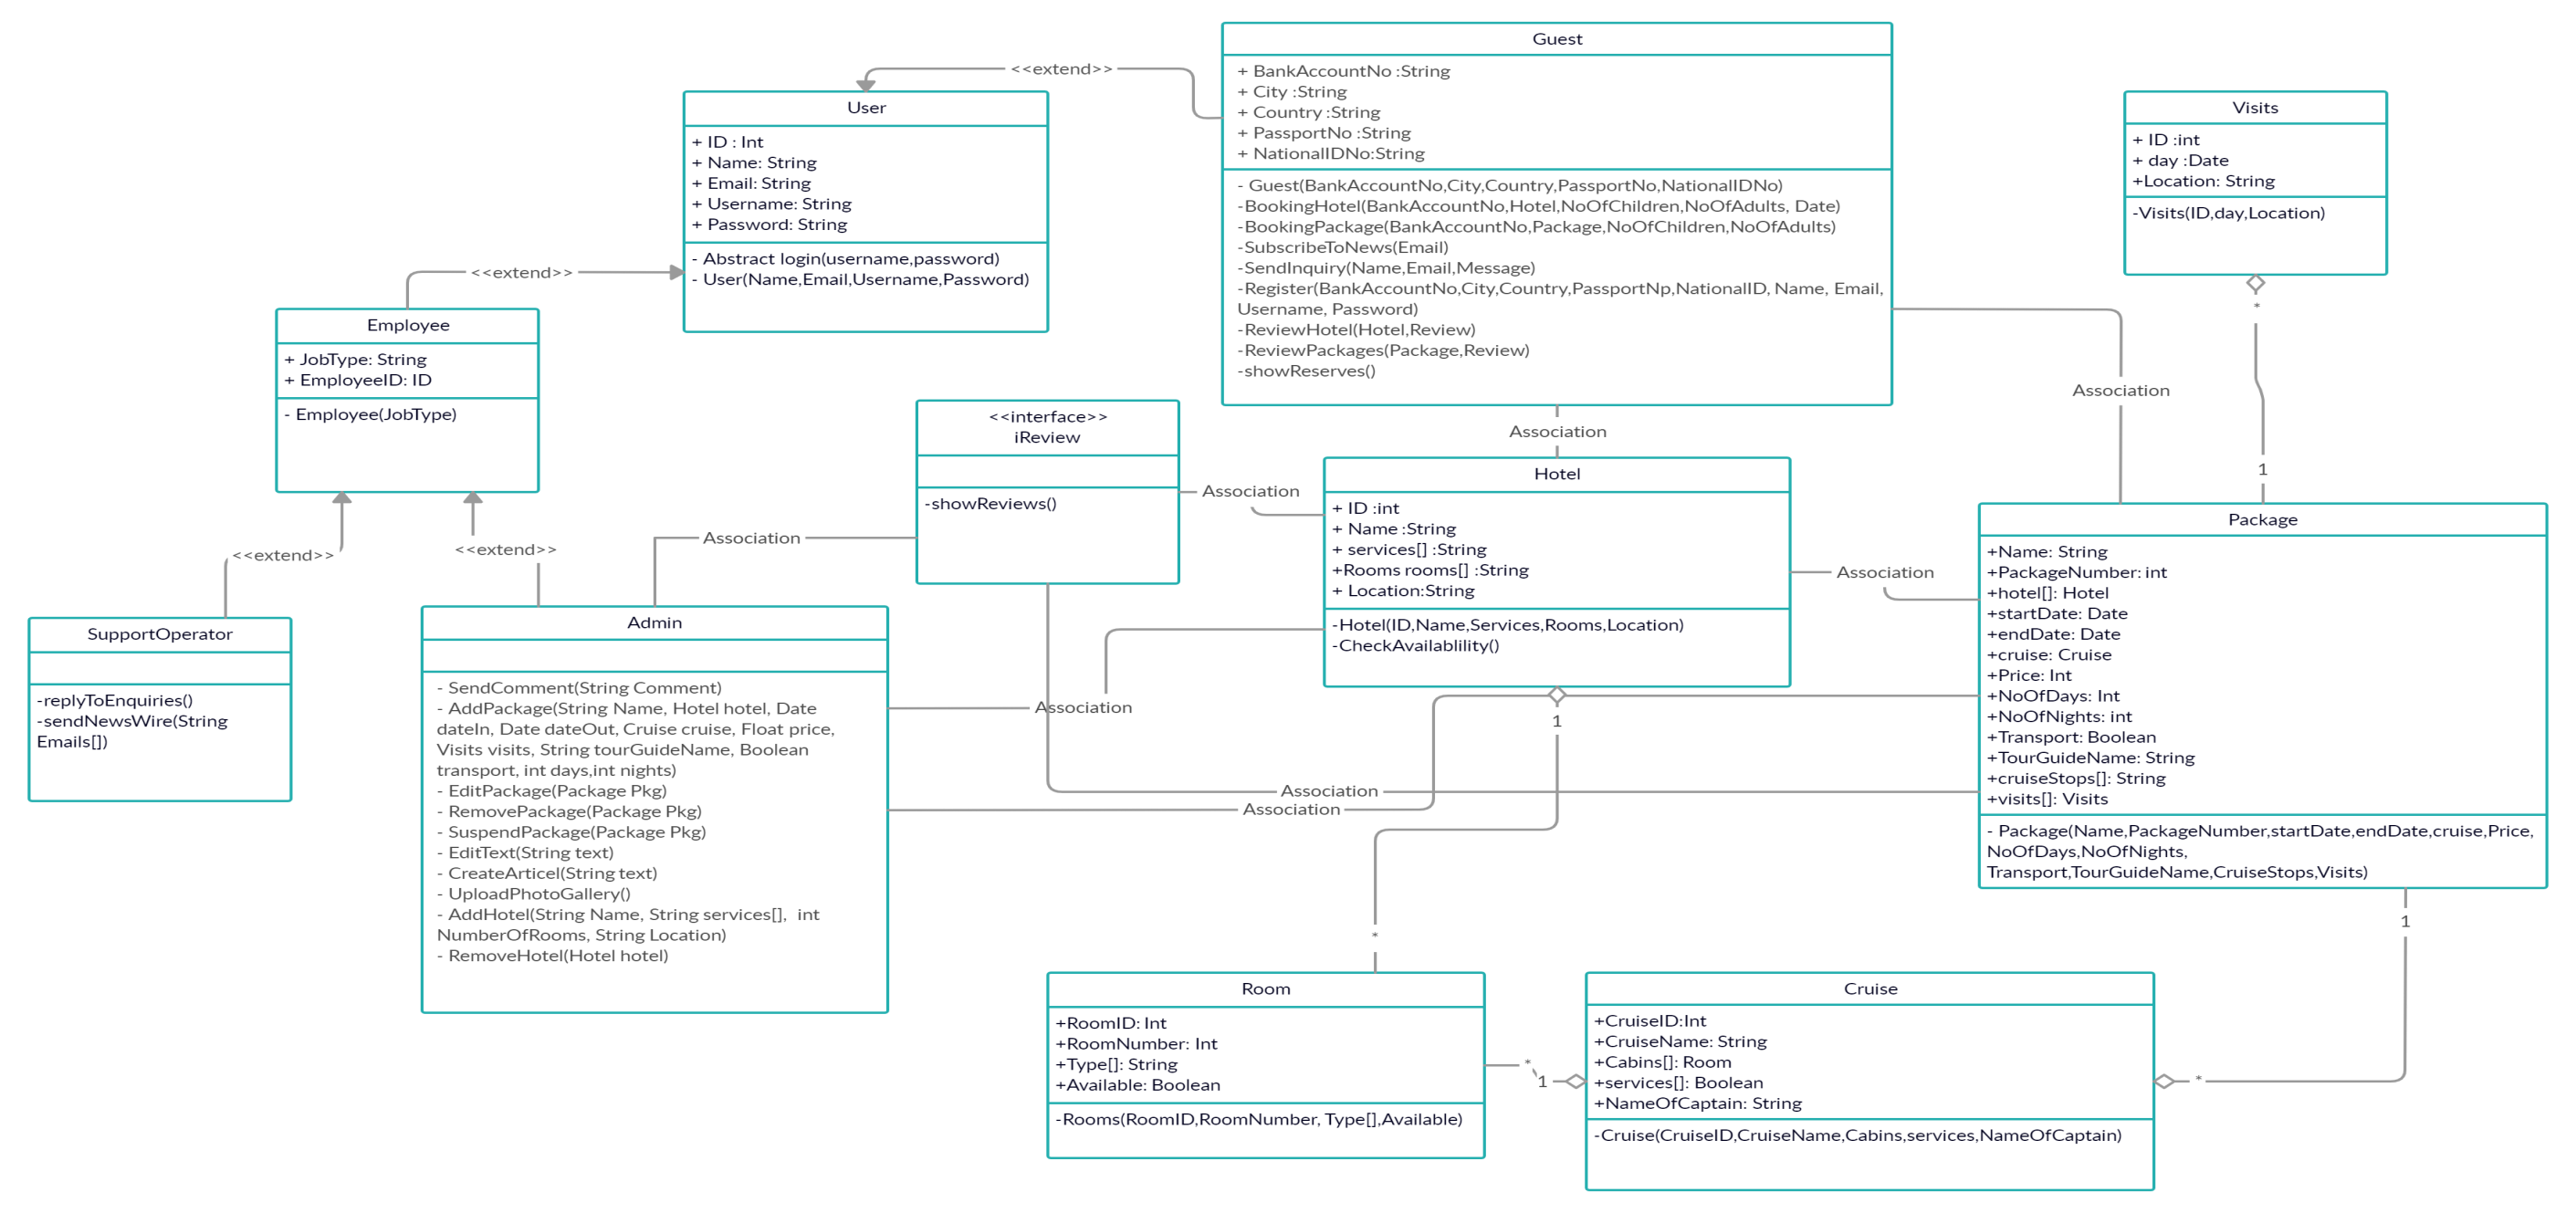 Guest
+ BankAccountNo :String
+ City :String
+ Country :String
+ PassportNo :String
+ NationalIDNo:String
- Guest(BankAccountNo,City,Country,PassportNo,NationalIDNo)
-BookingHotel(BankAccountNo,Hotel,NoOfChildren,NoOfAdults, Date)
-BookingPackage(BankAccountNo,Package,NoOfChildren,NoOfAdults)
-SubscribeToNews(Email)
-SendInquiry(Name,Email,Message)
-Register(BankAccountNo,City,Country,PassportNp,NationalID, Name, Email,
Username, Password)
-ReviewHotel(Hotel,Review)
-ReviewPackages(Package,Review)
-showReserves()
<<extend>>
User
+ ID : Int
+ Name: String
+ Email: String
+ Username: String
+ Password: String
- Abstract login(username,password)
- User(Name,Email,Username,Password)
Visits
+ ID :int
+ day :Date
+Location: String
-Visits(ID,day,Location)
*
1
<<extend>>
Employee
+ JobType: String
+ EmployeeID: ID
- Employee(JobType)
<<extend>>
<<extend>>
<<interface>>
iReview
-showReviews()
Association
Association
Association
Association
Hotel
+ ID :int
+ Name :String
+ services[] :String
+Rooms rooms[] :String
+ Location:String
-Hotel(ID,Name,Services,Rooms,Location)
-CheckAvailablility()
Association
Package
+Name: String
+PackageNumber: int
+hotel[]: Hotel
+startDate: Date
+endDate: Date
+cruise: Cruise
+Price: Int
+NoOfDays: Int
+NoOfNights: int
+Transport: Boolean
+TourGuideName: String
+cruiseStops[]: String
+visits[]: Visits
- Package(Name,PackageNumber,startDate,endDate,cruise,Price,
NoOfDays,NoOfNights,
Transport,TourGuideName,CruiseStops,Visits)
SupportOperator
-replyToEnquiries()
-sendNewsWire(String
Emails[])
Admin
- SendComment(String Comment)
- AddPackage(String Name, Hotel hotel, Date
dateIn, Date dateOut, Cruise cruise, Float price,
Visits visits, String tourGuideName, Boolean
transport, int days,int nights)
- EditPackage(Package Pkg)
- RemovePackage(Package Pkg)
- SuspendPackage(Package Pkg)
- EditText(String text)
- CreateArticel(String text)
- UploadPhotoGallery()
- AddHotel(String Name, String services[],  int
NumberOfRooms, String Location)
- RemoveHotel(Hotel hotel)
Association
1
Association
Association
*
1
Room
+RoomID: Int
+RoomNumber: Int
+Type[]: String
+Available: Boolean
-Rooms(RoomID,RoomNumber, Type[],Available)
*
1
Cruise
+CruiseID:Int
+CruiseName: String
+Cabins[]: Room
+services[]: Boolean
+NameOfCaptain: String
-Cruise(CruiseID,CruiseName,Cabins,services,NameOfCaptain)
*